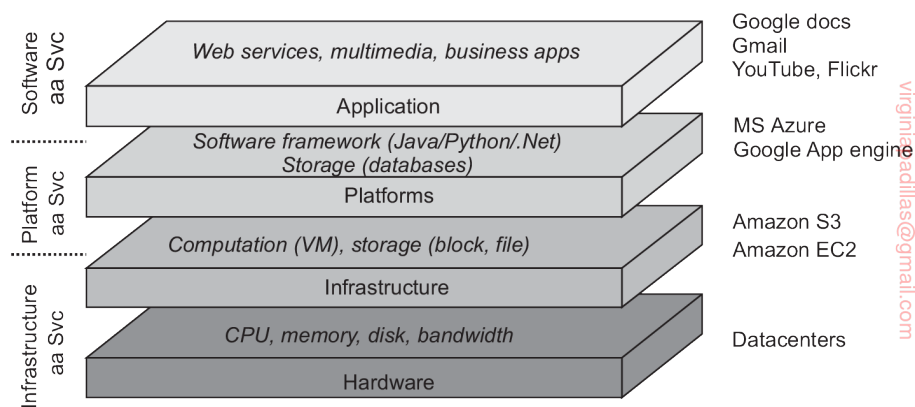 Software
aa Svc
Web services, multimedia, business apps
Application
Google docs
Gmail
YouTube, Flickr
Platform
aa Svc
Software framework (Java/Python/.Net)
Storage (databases)
Platforms
MS Azure
Google App engine
Computation (VM), storage (block, file)
Infrastructure
Amazon S3
Amazon EC2
Infrastructure
aa Svc
CPU, memory, disk, bandwidth
Hardware
Datacenters
virginiabadillas@gmail.com